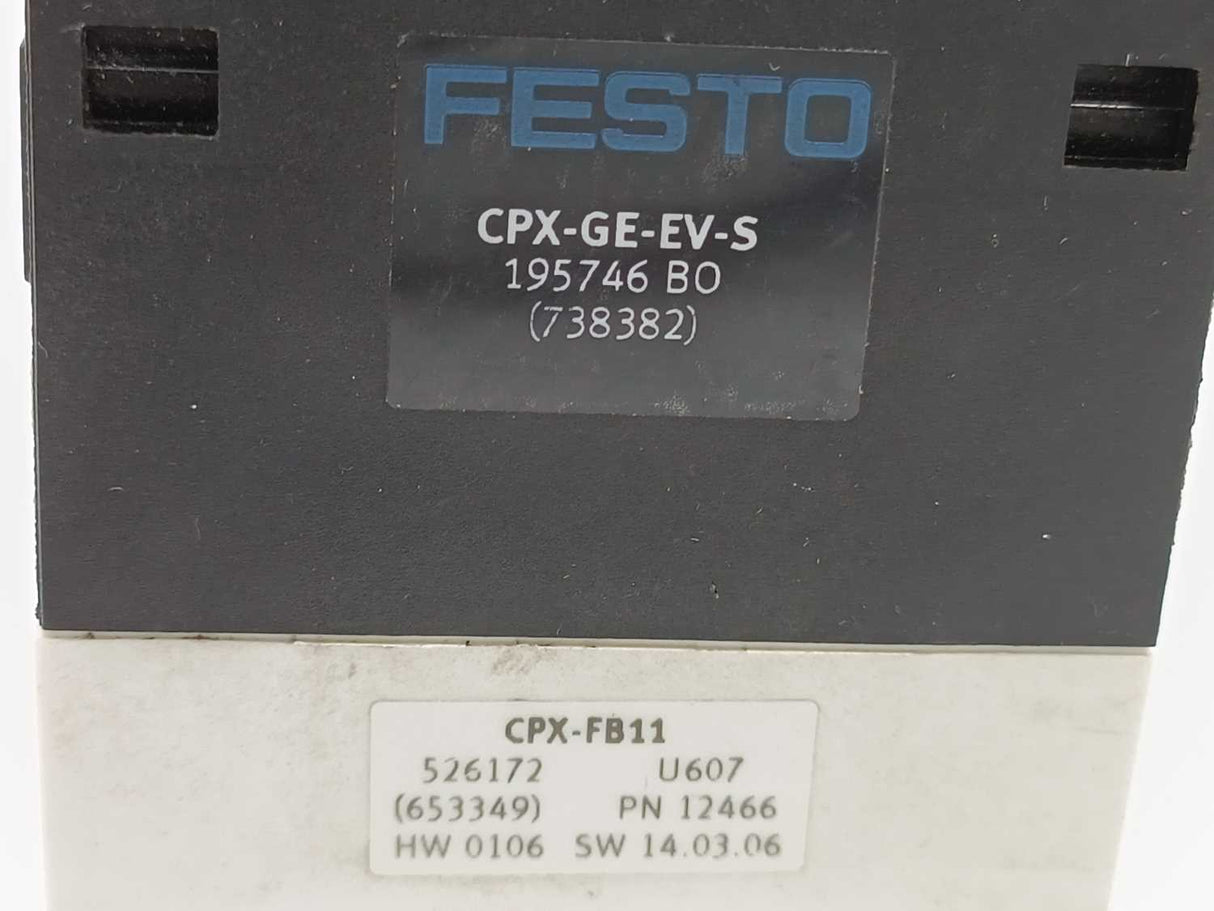 FESTO
CPX-GE-EV-S
195746 BO
(738382)
CPX-FB11
526172 U607
(653349) PN 12466
HW 0106 SW 14.03.06